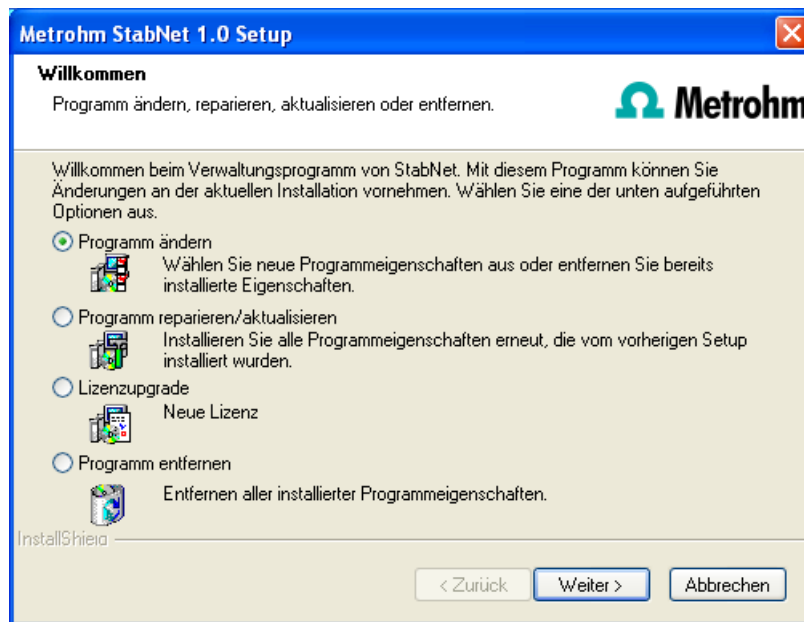 Metrohm StabNet 1.0 Setup
Willkommen
Programm ändern, reparieren, aktualisieren oder entfernen.
Metrohm
Willkommen beim Verwaltungsprogramm von StabNet. Mit diesem Programm können Sie
Änderungen an der aktuellen Installation vornehmen. Wählen Sie eine der unten aufgeführten
Optionen aus.
Programm ändern
Wählen Sie neue Programmeigenschaften aus oder entfernen Sie bereits
installierte Eigenschaften.
Programm reparieren/aktualisieren
Installieren Sie alle Programmeigenschaften erneut, die vom vorherigen Setup
installiert wurden.
Lizenzupgrade
Neue Lizenz
Programm entfernen
Entfernen aller installierter Programmeigenschaften.
InstallShield
< Zurück
Weiter >
Abbrechen